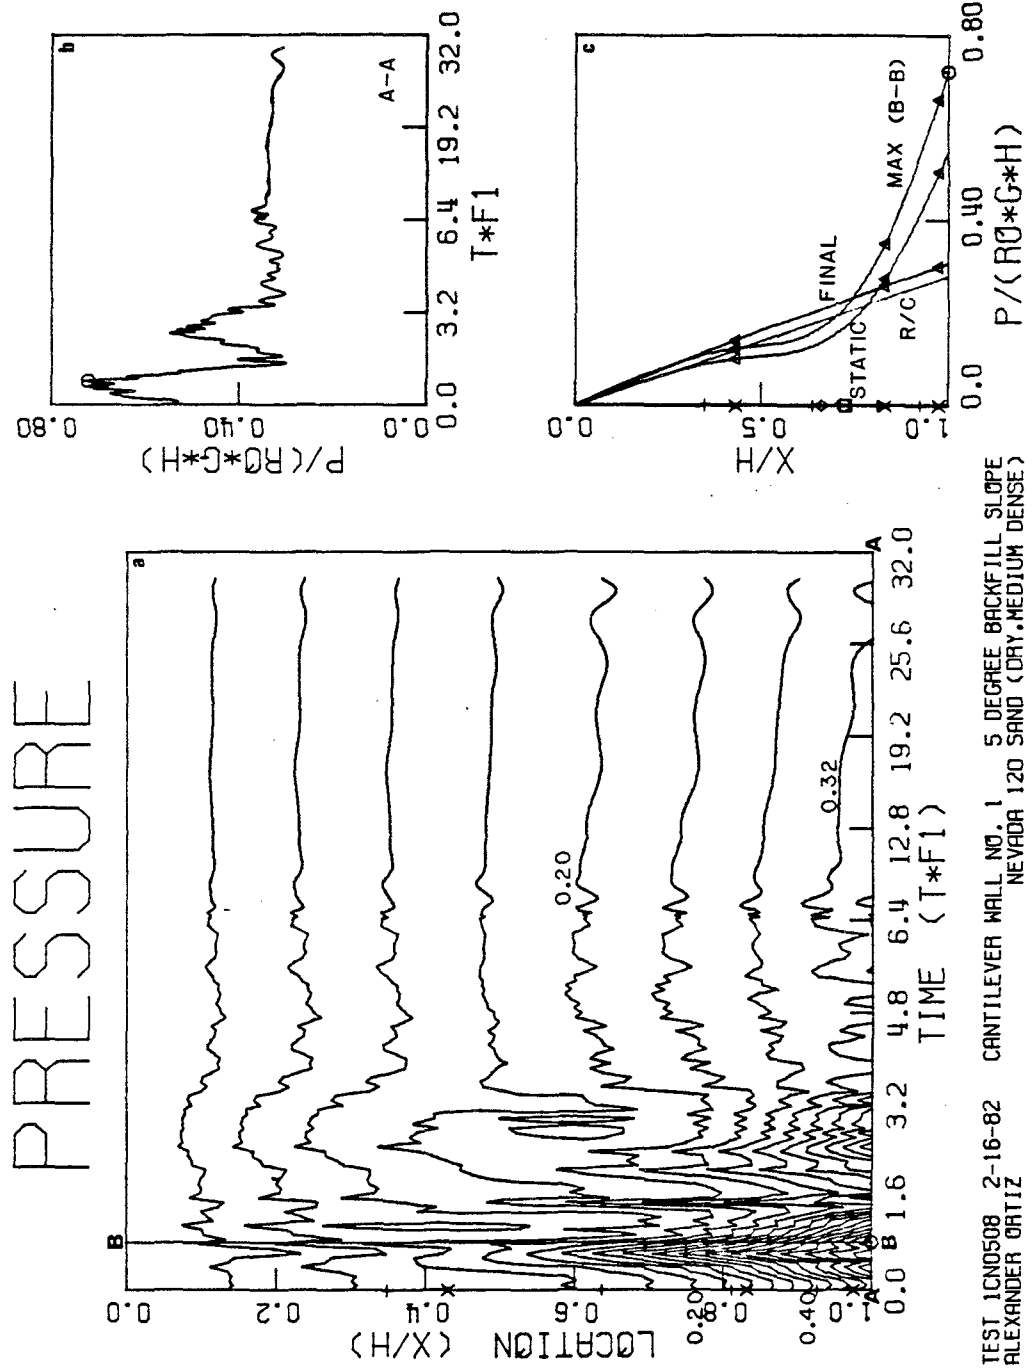 PRESSURE
a
B
LOCATION (X/H)
0.0
0.2
0.4
0.6
0.8
1.0
0.20
0.40
0.20
0.32
A
B
A
0.0 1.6 3.2 4.8 6.4 12.8 19.2 25.6 32.0
TIME (T*F1)
b
P/(RO*G*H)
0.80
0.40
0.0
A-A
0.0 3.2 6.4 19.2 32.0
T*F1
c
X/H
0.0
0.5
1.0
STATIC
FINAL
R/C
MAX (B-B)
0.0 0.40 0.80
P/(RO*G*H)
TEST 1CN0508 2-16-82 CANTILEVER WALL NO. 1 5 DEGREE BACKFILL SLOPE
ALEXANDER ORTIZ NEVADA 120 SAND (DRY,MEDIUM DENSE)